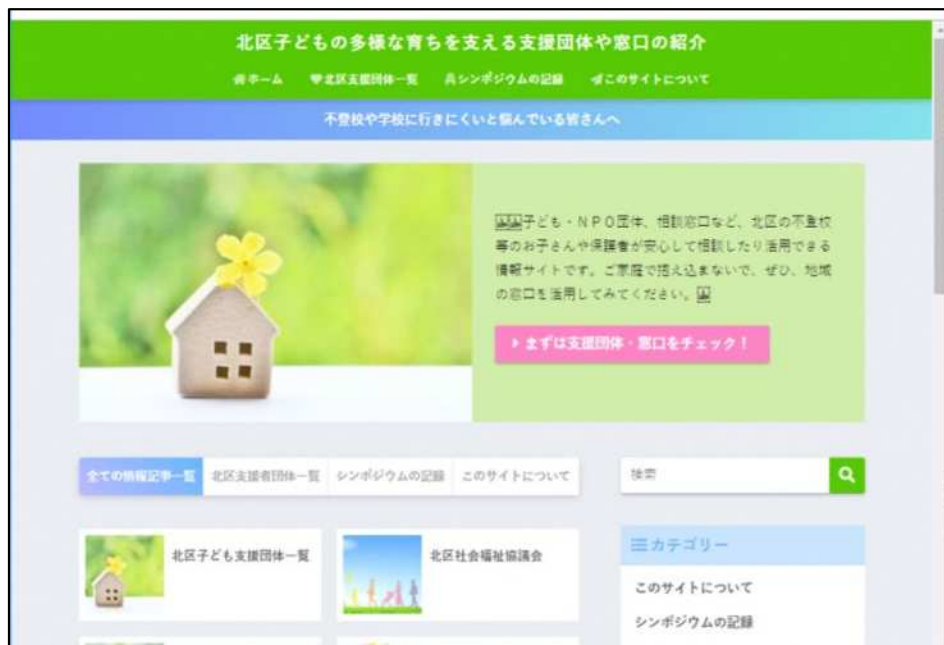 北区子どもの多様な育ちを支える支援団体や窓口の紹介
ホーム 北区支援団体一覧 シンポジウムの記録 このサイトについて
不登校や学校に行きにくいと悩んでいる皆さんへ
子ども・ＮＰＯ団体、相談窓口など、北区の不登校
等のお子さんや保護者が安心して相談したり活用できる
情報サイトです。ご家庭で抱え込まないで、ぜひ、地域
の窓口を活用してみてください。
まずは支援団体・窓口をチェック！
全ての情報記事一覧 北区支援者団体一覧 シンポジウムの記録 このサイトについて
検索
北区子ども支援団体一覧
北区社会福祉協議会
カテゴリー
このサイトについて
シンポジウムの記録